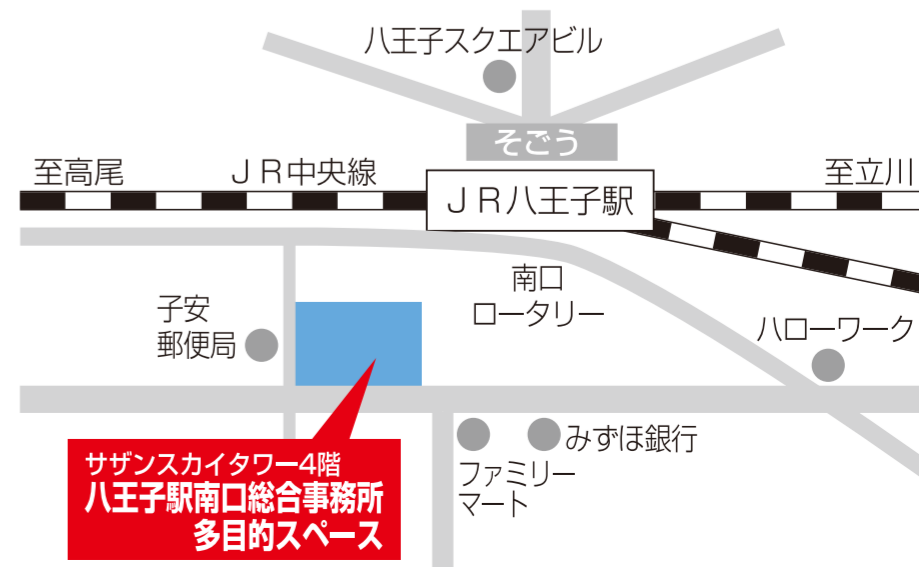 八王子スクエアビル
そごう
至高尾
ＪＲ中央線
至立川
ＪＲ八王子駅
南口
ロータリー
子安
郵便局
ハローワーク
みずほ銀行
ファミリー
マート
サザンスカイタワー4階
八王子駅南口総合事務所
多目的スペース